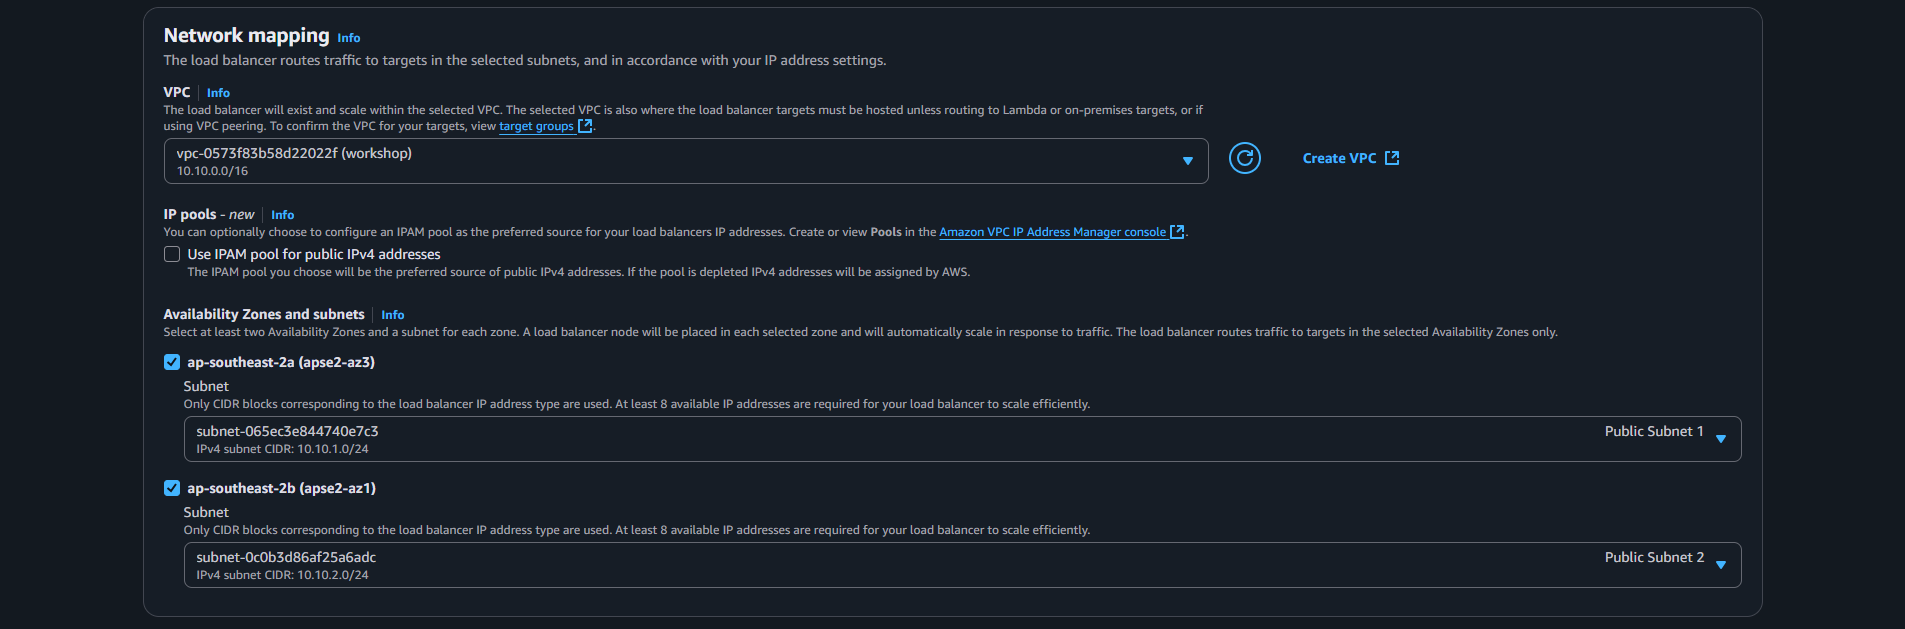 Network mapping Info
The load balancer routes traffic to targets in the selected subnets, and in accordance with your IP address settings.
VPC Info
The load balancer will exist and scale within the selected VPC. The selected VPC is also where the load balancer targets must be hosted unless routing to Lambda or on-premises targets, or if
using VPC peering. To confirm the VPC for your targets, view target groups.
vpc-0573f83b58d22022f (workshop)
10.10.0.0/16
Create VPC
IP pools - new Info
You can optionally choose to configure an IPAM pool as the preferred source for your load balancers IP addresses. Create or view Pools in the Amazon VPC IP Address Manager console.
Use IPAM pool for public IPv4 addresses
The IPAM pool you choose will be the preferred source of public IPv4 addresses. If the pool is depleted IPv4 addresses will be assigned by AWS.
Availability Zones and subnets Info
Select at least two Availability Zones and a subnet for each zone. A load balancer node will be placed in each selected zone and will automatically scale in response to traffic. The load balancer routes traffic to targets in the selected Availability Zones only.
ap-southeast-2a (apse2-az3)
Subnet
Only CIDR blocks corresponding to the load balancer IP address type are used. At least 8 available IP addresses are required for your load balancer to scale efficiently.
subnet-065ec3e844740e7c3 Public Subnet 1
IPv4 subnet CIDR: 10.10.1.0/24
ap-southeast-2b (apse2-az1)
Subnet
Only CIDR blocks corresponding to the load balancer IP address type are used. At least 8 available IP addresses are required for your load balancer to scale efficiently.
subnet-0c0b3d86af25a6adc Public Subnet 2
IPv4 subnet CIDR: 10.10.2.0/24